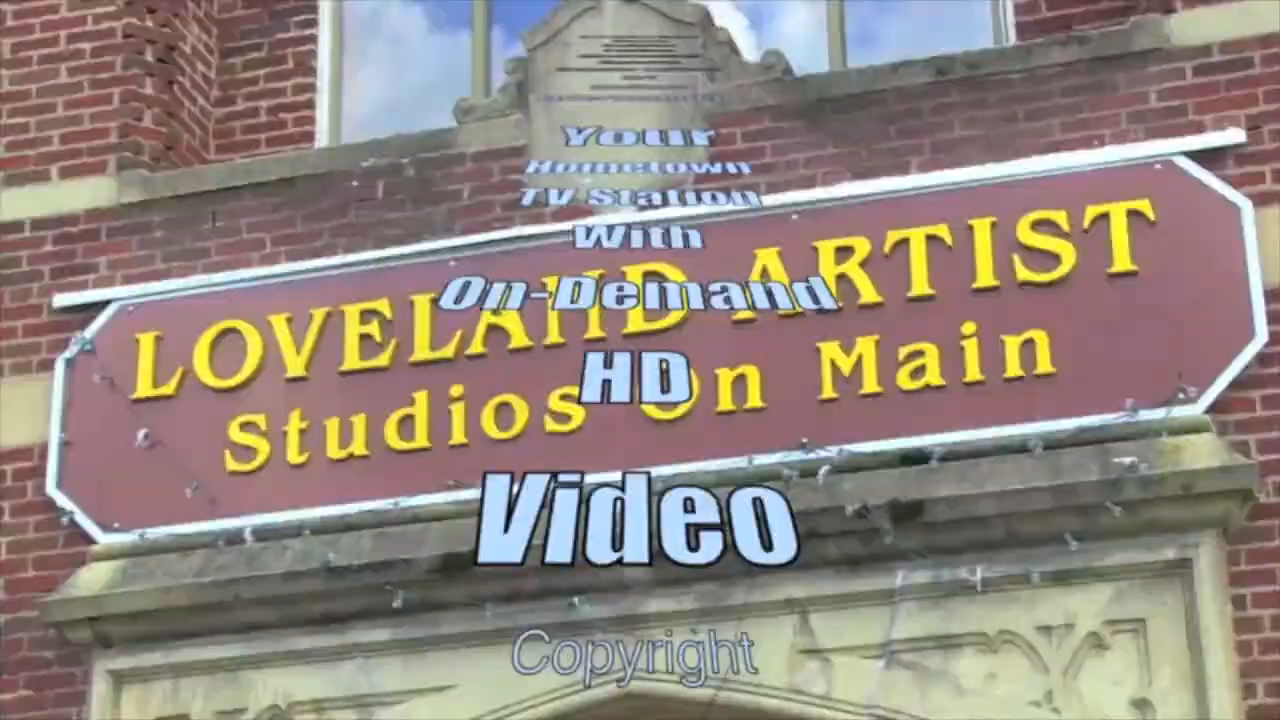 Your
Hometown
TV Station
With
On-Demand
HD
Video
Copyright
LOVELAND ARTIST
Studios On Main